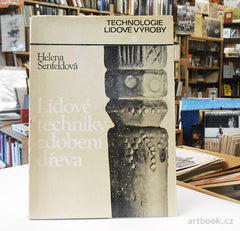 TECHNOLOGIE
LIDOVÉ VÝROBY
Helena
Šenfeldová
Lidové
techniky
zdobení
dřeva
artbook.cz